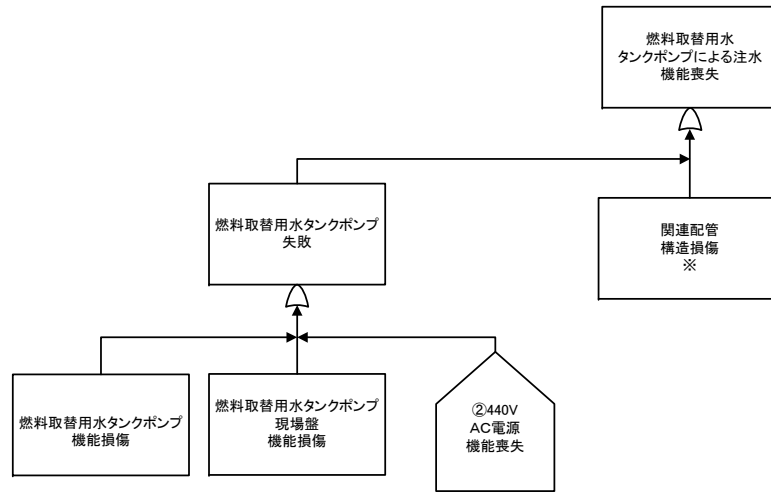 燃料取替用水
タンクポンプによる注水
機能喪失
燃料取替用水タンクポンプ
失敗
関連配管
構造損傷
※
燃料取替用水タンクポンプ
機能損傷
燃料取替用水タンクポンプ
現場盤
機能損傷
②440V
AC電源
機能喪失